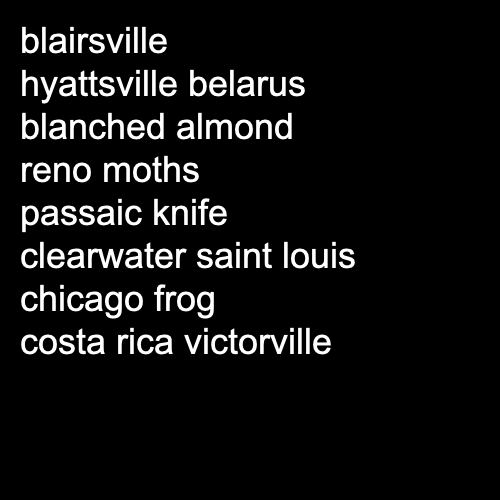 blairsville
hyattsville belarus
blanched almond
reno moths
passaic knife
clearwater saint louis
chicago frog
costa rica victorville